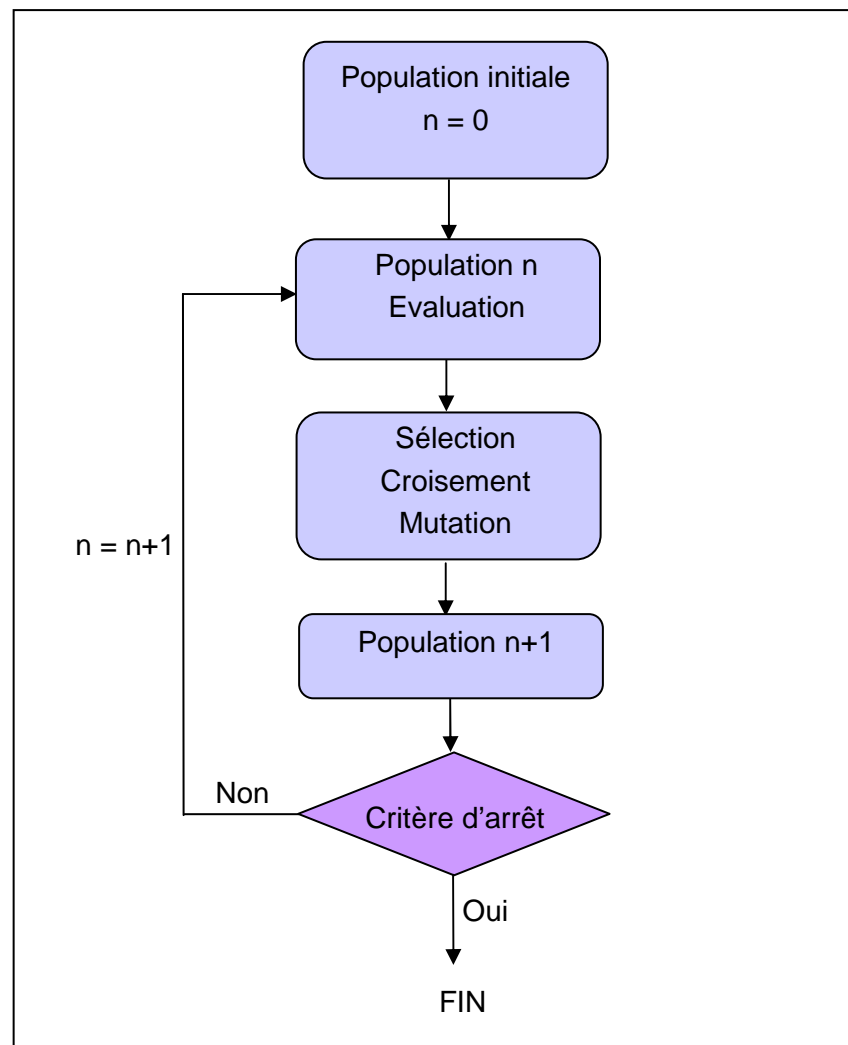 Population initiale
n = 0
Population n
Evaluation
Sélection
Croisement
Mutation
n = n+1
Population n+1
Non
Critère d'arrêt
Oui
FIN